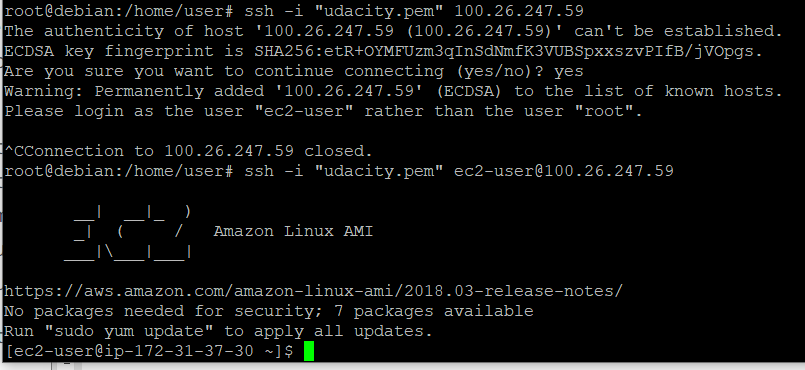 root@debian:/home/user# ssh -i "udacity.pem" 100.26.247.59
The authenticity of host '100.26.247.59 (100.26.247.59)' can't be established.
ECDSA key fingerprint is SHA256:etR+OYMFUzm3qInSdNmfK3VUBSpxxszvPIfB/jVOpgs.
Are you sure you want to continue connecting (yes/no)? yes
Warning: Permanently added '100.26.247.59' (ECDSA) to the list of known hosts.
Please login as the user "ec2-user" rather than the user "root".

^CConnection to 100.26.247.59 closed.
root@debian:/home/user# ssh -i "udacity.pem" ec2-user@100.26.247.59

       __|  __|_  )
       _|  (     /   Amazon Linux AMI
      ___|\___|___|

https://aws.amazon.com/amazon-linux-ami/2018.03-release-notes/
No packages needed for security; 7 packages available
Run "sudo yum update" to apply all updates.
[ec2-user@ip-172-31-37-30 ~]$